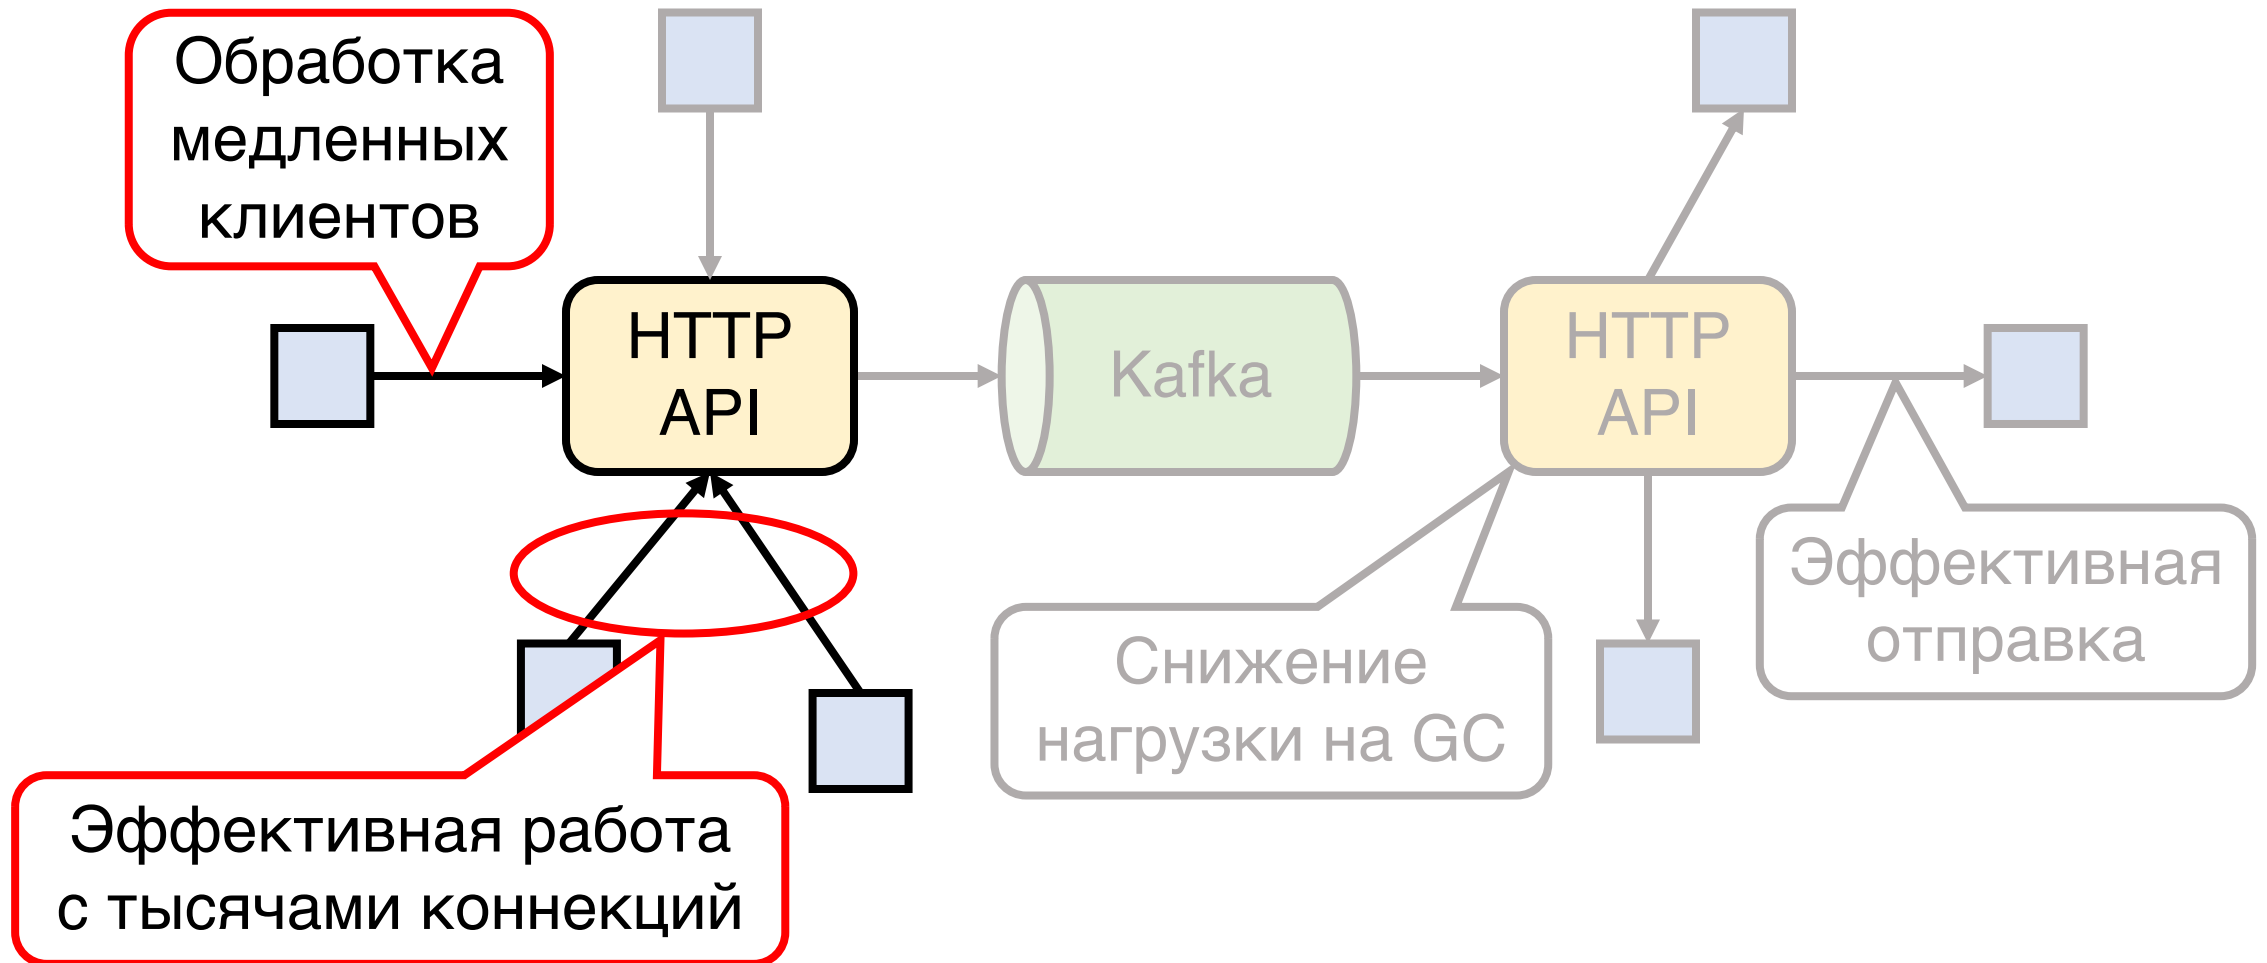 Обработка
медленных
клиентов
HTTP
API
Kafka
HTTP
API
Эффективная
отправка
Снижение
нагрузки на GC
Эффективная работа
с тысячами коннекций